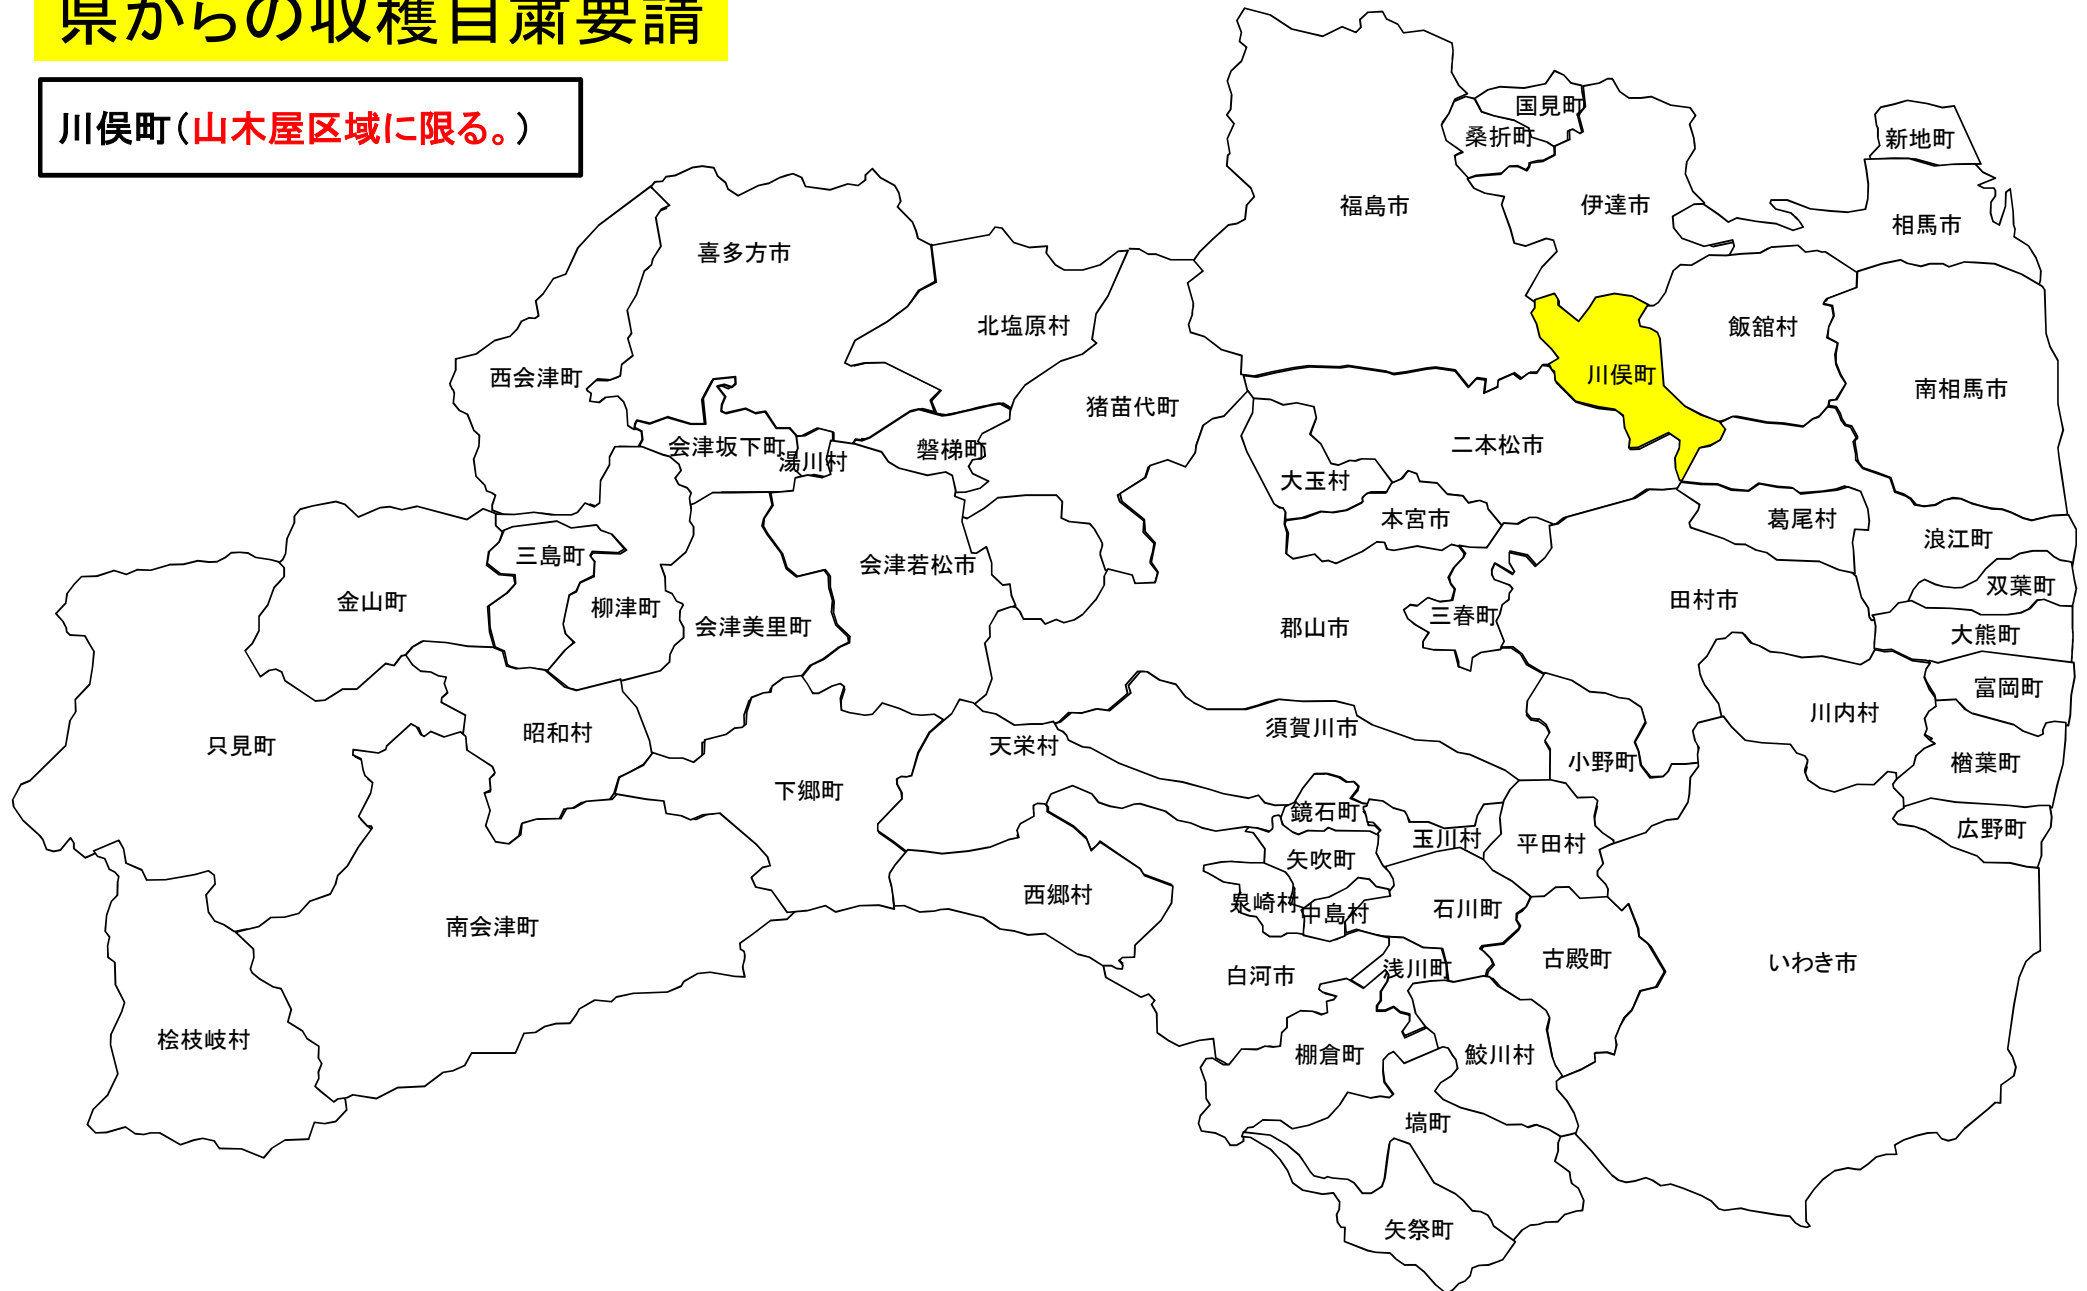 県からの収穫自粛要請
川俣町(山木屋区域に限る。)
国見町
桑折町
新地町
福島市
伊達市
相馬市
喜多方市
北塩原村
飯舘村
西会津町
川俣町
南相馬市
猪苗代町
会津坂下町
湯川村
磐梯町
二本松市
大玉村
本宮市
葛尾村
浪江町
三島町
会津若松市
双葉町
金山町
柳津町
田村市
会津美里町
郡山市
三春町
大熊町
富岡町
川内村
昭和村
須賀川市
只見町
天栄村
小野町
楢葉町
下郷町
鏡石町
玉川村
平田村
広野町
矢吹町
西郷村
泉崎村
中島村
石川町
南会津町
古殿町
いわき市
白河市
浅川町
桧枝岐村
棚倉町
鮫川村
塙町
矢祭町